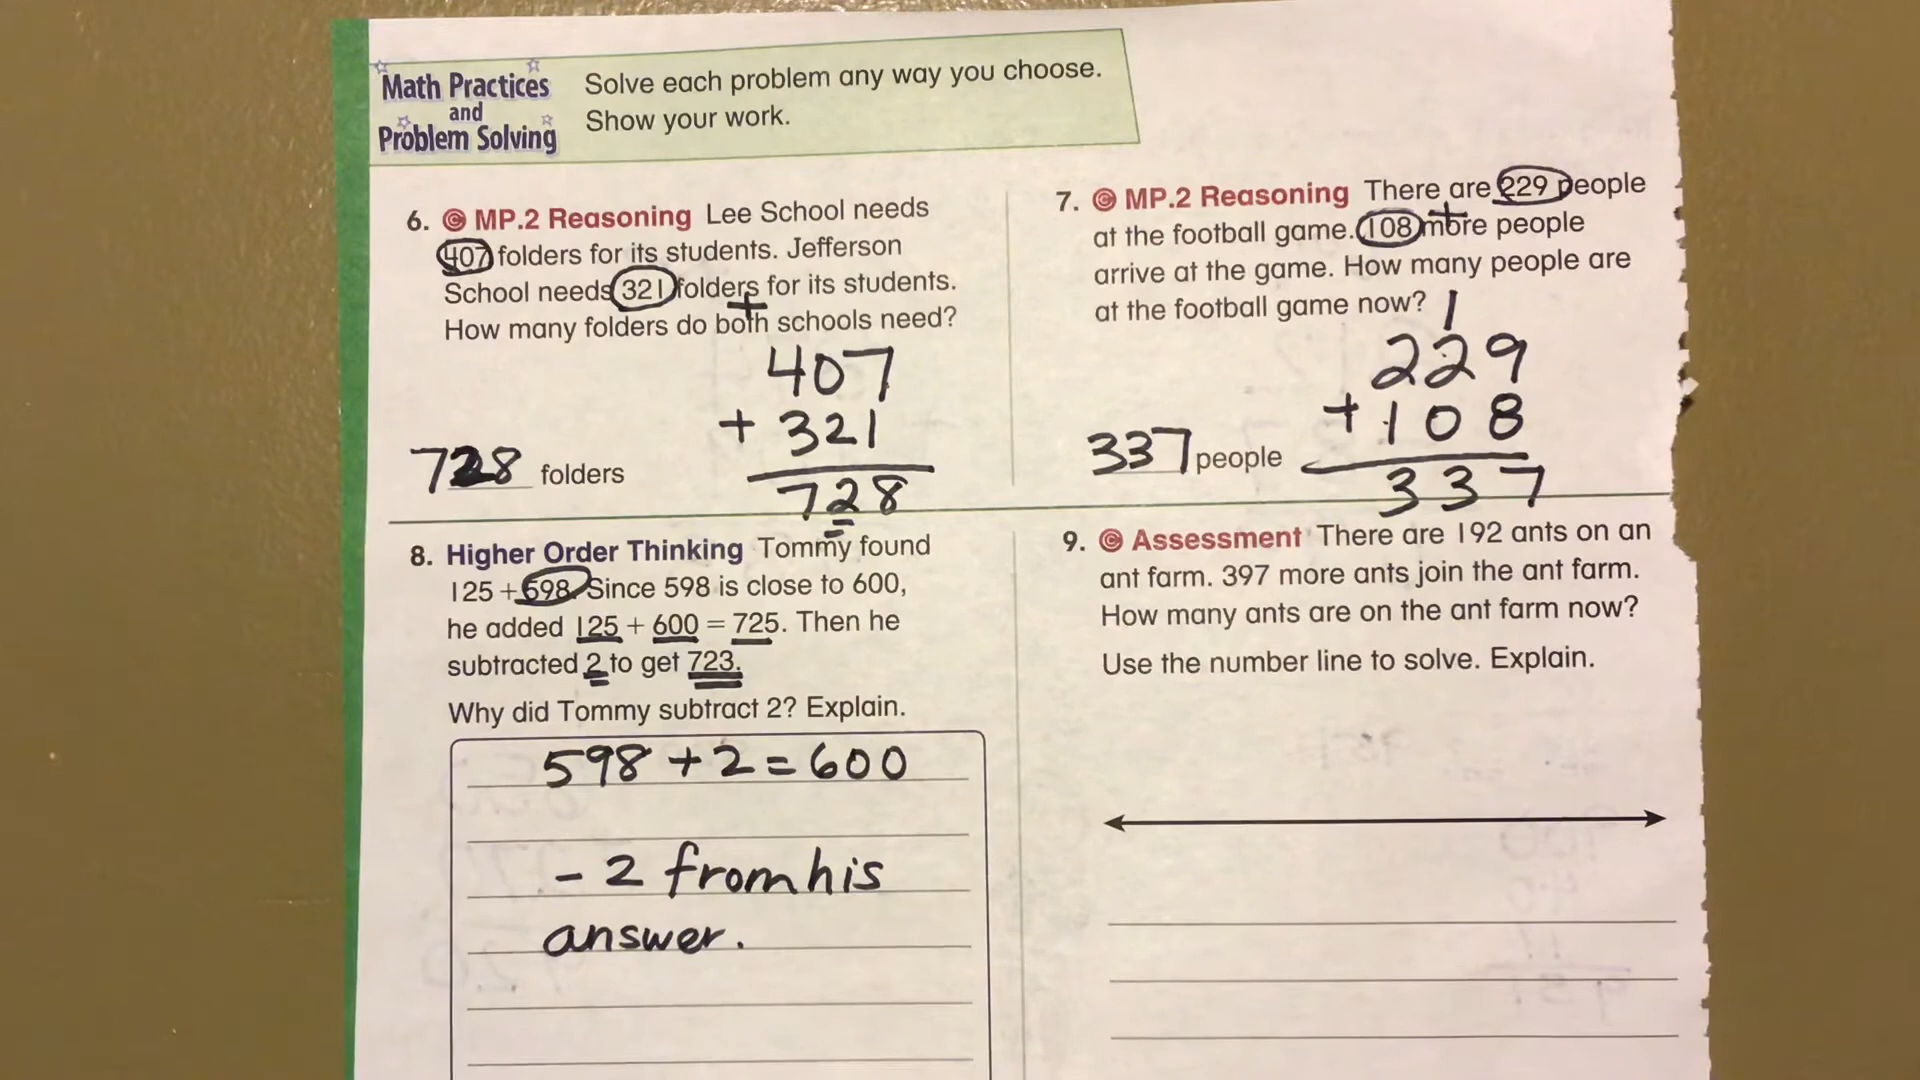 Math Practices
and
Problem Solving
Solve each problem any way you choose.
Show your work.
6. © MP.2 Reasoning Lee School needs
407 folders for its students. Jefferson
School needs 321 folders for its students.
+
How many folders do both schools need?
407
+ 321
728
728 folders
7. © MP.2 Reasoning There are 229 people
+
at the football game. 108 more people
arrive at the game. How many people are
at the football game now?
1
229
+ 108
337
337 people
8. Higher Order Thinking Tommy found
125 + 598. Since 598 is close to 600,
he added 125 + 600 = 725. Then he
subtracted 2 to get 723.
Why did Tommy subtract 2? Explain.
598 + 2 = 600
- 2 from his
answer.
9. © Assessment There are 192 ants on an
ant farm. 397 more ants join the ant farm.
How many ants are on the ant farm now?
Use the number line to solve. Explain.